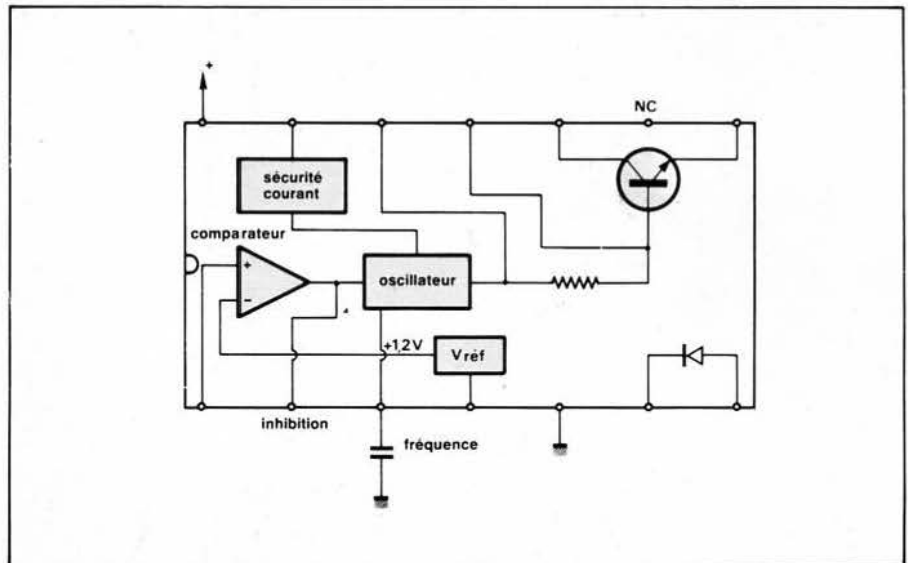 +
NC
sécurité
courant
comparateur
+
−
oscillateur
+1,2V
Vréf
inhibition
fréquence